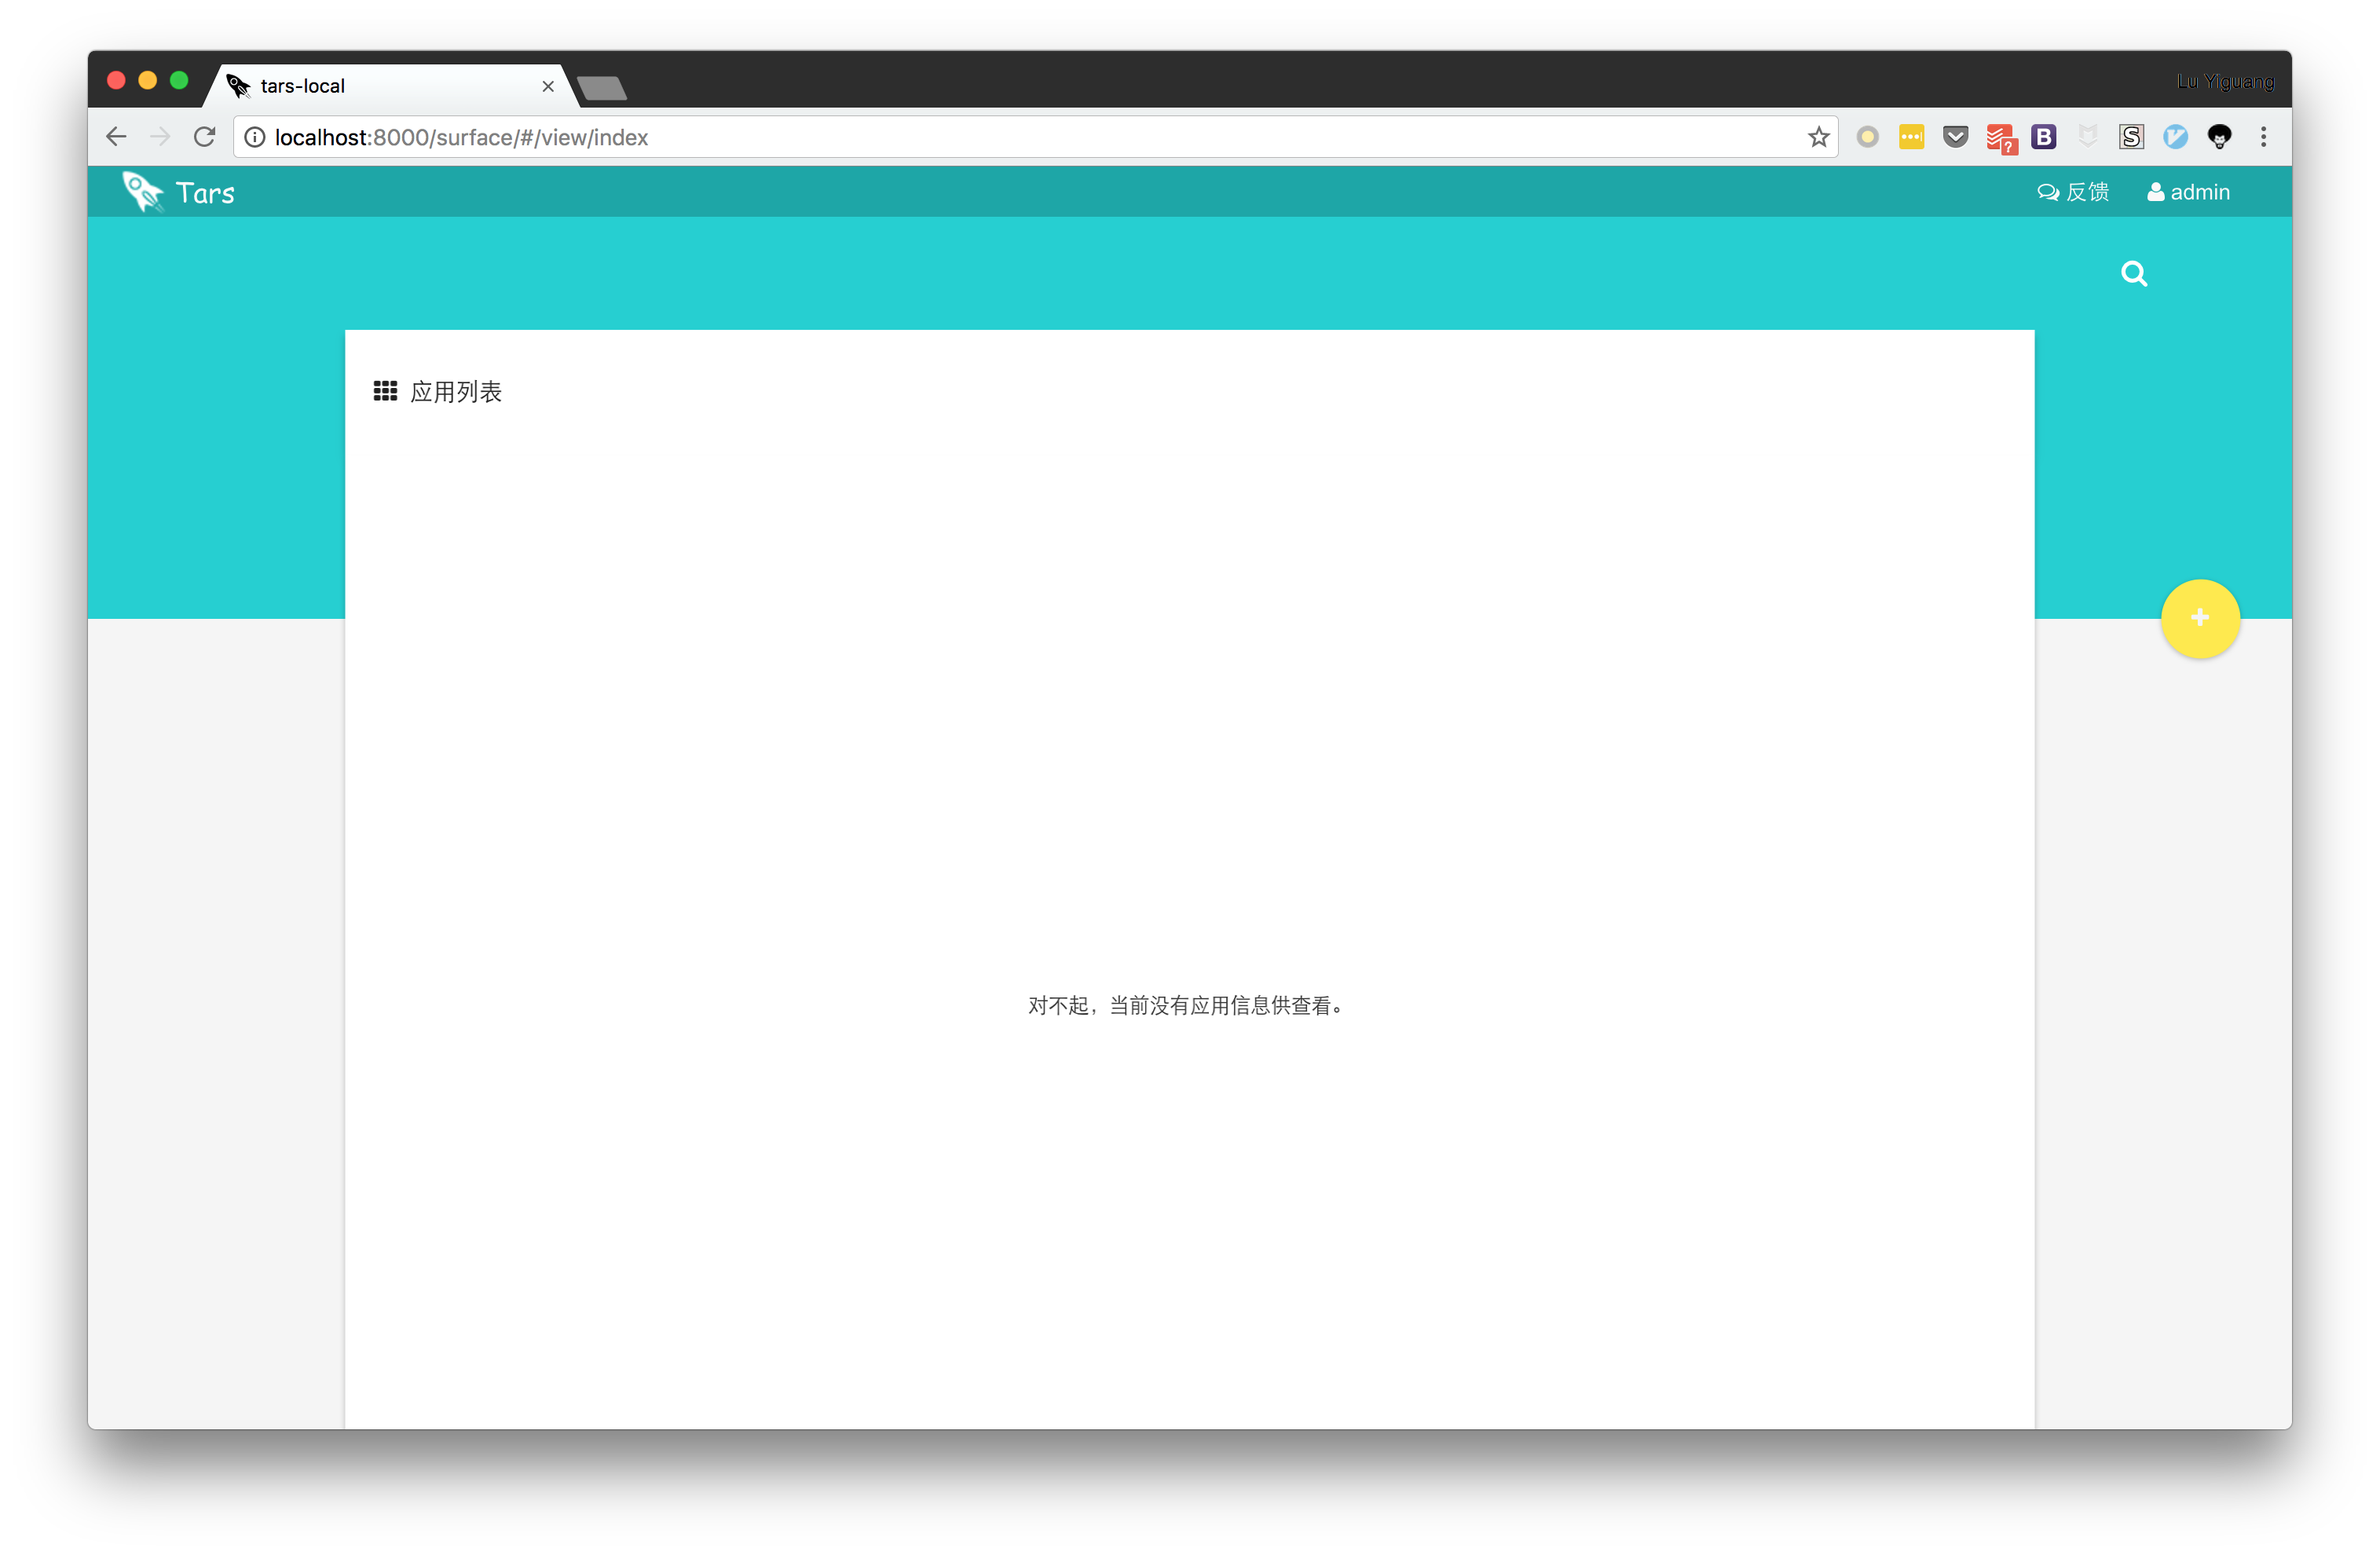 tars-local
Lu Yiguang
localhost:8000/surface/#/view/index
?
B
S
Tars
反馈
admin
应用列表
对不起，当前没有应用信息供查看。